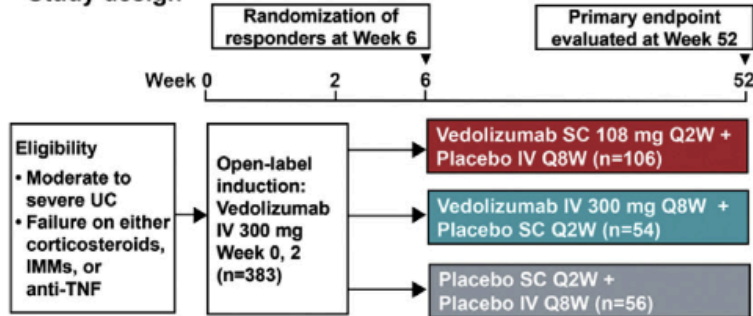 Study design
Randomization of
responders at Week 6
Primary endpoint
evaluated at Week 52
Week 0 2 6 52
Eligibility
• Moderate to
severe UC
• Failure on either
corticosteroids,
IMMs, or
anti-TNF
Open-label
induction:
Vedolizumab
IV 300 mg
Week 0, 2
(n=383)
Vedolizumab SC 108 mg Q2W +
Placebo IV Q8W (n=106)
Vedolizumab IV 300 mg Q8W +
Placebo SC Q2W (n=54)
Placebo SC Q2W +
Placebo IV Q8W (n=56)